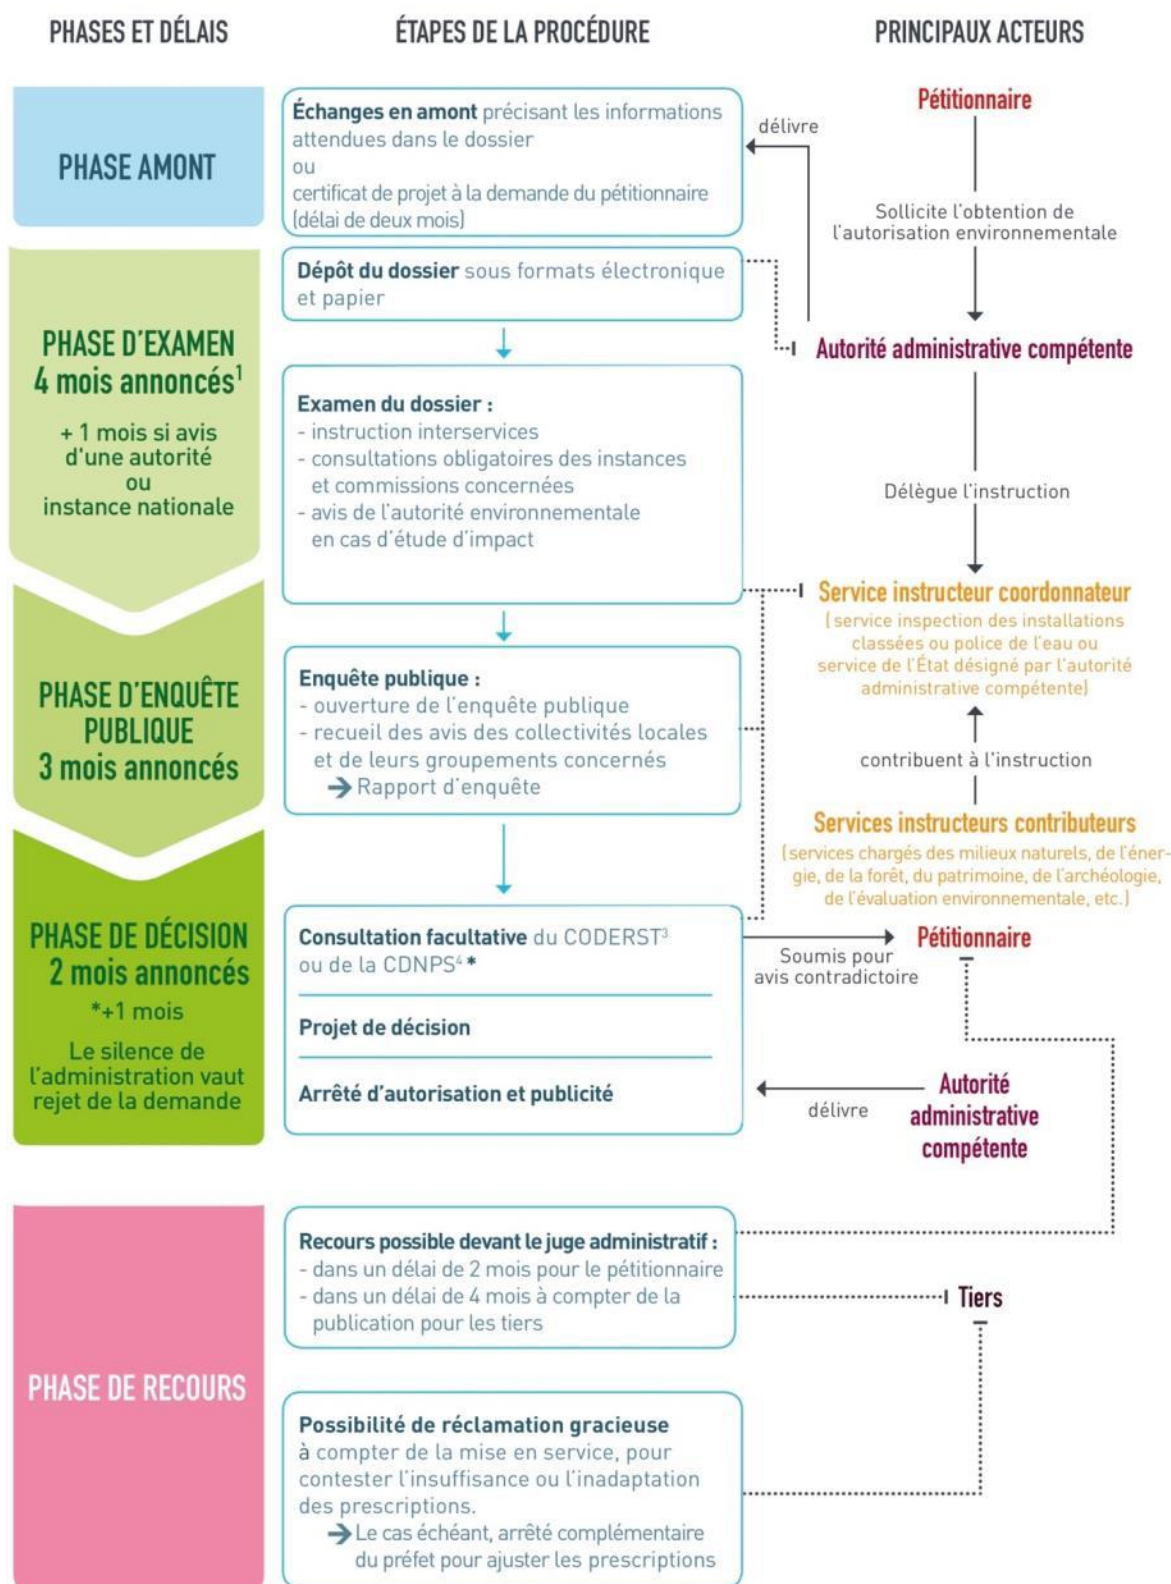 PHASES ET DÉLAIS
ÉTAPES DE LA PROCÉDURE
PRINCIPAUX ACTEURS
PHASE AMONT
Échanges en amont précisant les informations
attendues dans le dossier
ou
certificat de projet à la demande du pétitionnaire
(délai de deux mois)
délivre
Pétitionnaire
Sollicite l'obtention de
l'autorisation environnementale
PHASE D'EXAMEN
4 mois annoncés¹
+ 1 mois si avis
d'une autorité
ou
instance nationale
Dépôt du dossier sous formats électronique
et papier
Autorité administrative compétente
Examen du dossier :
- instruction interservices
- consultations obligatoires des instances
et commissions concernées
- avis de l'autorité environnementale
en cas d'étude d'impact
Délègue l'instruction
Service instructeur coordonnateur
(service inspection des installations
classées ou police de l'eau ou
service de l'État désigné par l'autorité
administrative compétente)
PHASE D'ENQUÊTE
PUBLIQUE
3 mois annoncés
Enquête publique :
- ouverture de l'enquête publique
- recueil des avis des collectivités locales
et de leurs groupements concernés
→ Rapport d'enquête
contribuent à l'instruction
Services instructeurs contributeurs
(services chargés des milieux naturels, de l'éner-
gie, de la forêt, du patrimoine, de l'archéologie,
de l'évaluation environnementale, etc.)
PHASE DE DÉCISION
2 mois annoncés
*+1 mois
Le silence de
l'administration vaut
rejet de la demande
Consultation facultative du CODERST³
ou de la CDNPS⁴ *
Projet de décision
Arrêté d'autorisation et publicité
Soumis pour
avis contradictoire
Pétitionnaire
délivre
Autorité
administrative
compétente
PHASE DE RECOURS
Recours possible devant le juge administratif :
- dans un délai de 2 mois pour le pétitionnaire
- dans un délai de 4 mois à compter de la
publication pour les tiers
Tiers
Possibilité de réclamation gracieuse
à compter de la mise en service, pour
contester l'insuffisance ou l'inadaptation
des prescriptions.
→ Le cas échéant, arrêté complémentaire
du préfet pour ajuster les prescriptions